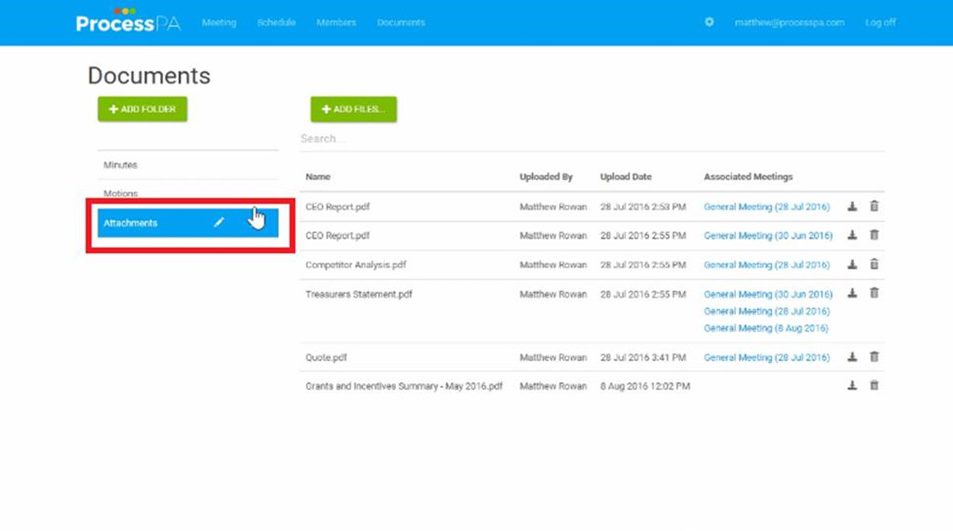 ProcessPA Meeting Schedule Members Documents matthew@processpa.com Log off
Documents
+ ADD FOLDER
+ ADD FILES...
Search...
Minutes
Motions
Attachments
Name Uploaded By Upload Date Associated Meetings
CEO Report.pdf Matthew Rowan 28 Jul 2016 2:53 PM General Meeting (28 Jul 2016)
CEO Report.pdf Matthew Rowan 28 Jul 2016 2:55 PM General Meeting (30 Jun 2016)
Competitor Analysis.pdf Matthew Rowan 28 Jul 2016 2:55 PM General Meeting (28 Jul 2016)
Treasurers Statement.pdf Matthew Rowan 28 Jul 2016 2:55 PM General Meeting (30 Jun 2016)
General Meeting (28 Jul 2016)
General Meeting (8 Aug 2016)
Quote.pdf Matthew Rowan 28 Jul 2016 3:41 PM General Meeting (28 Jul 2016)
Grants and Incentives Summary - May 2016.pdf Matthew Rowan 8 Aug 2016 12:02 PM